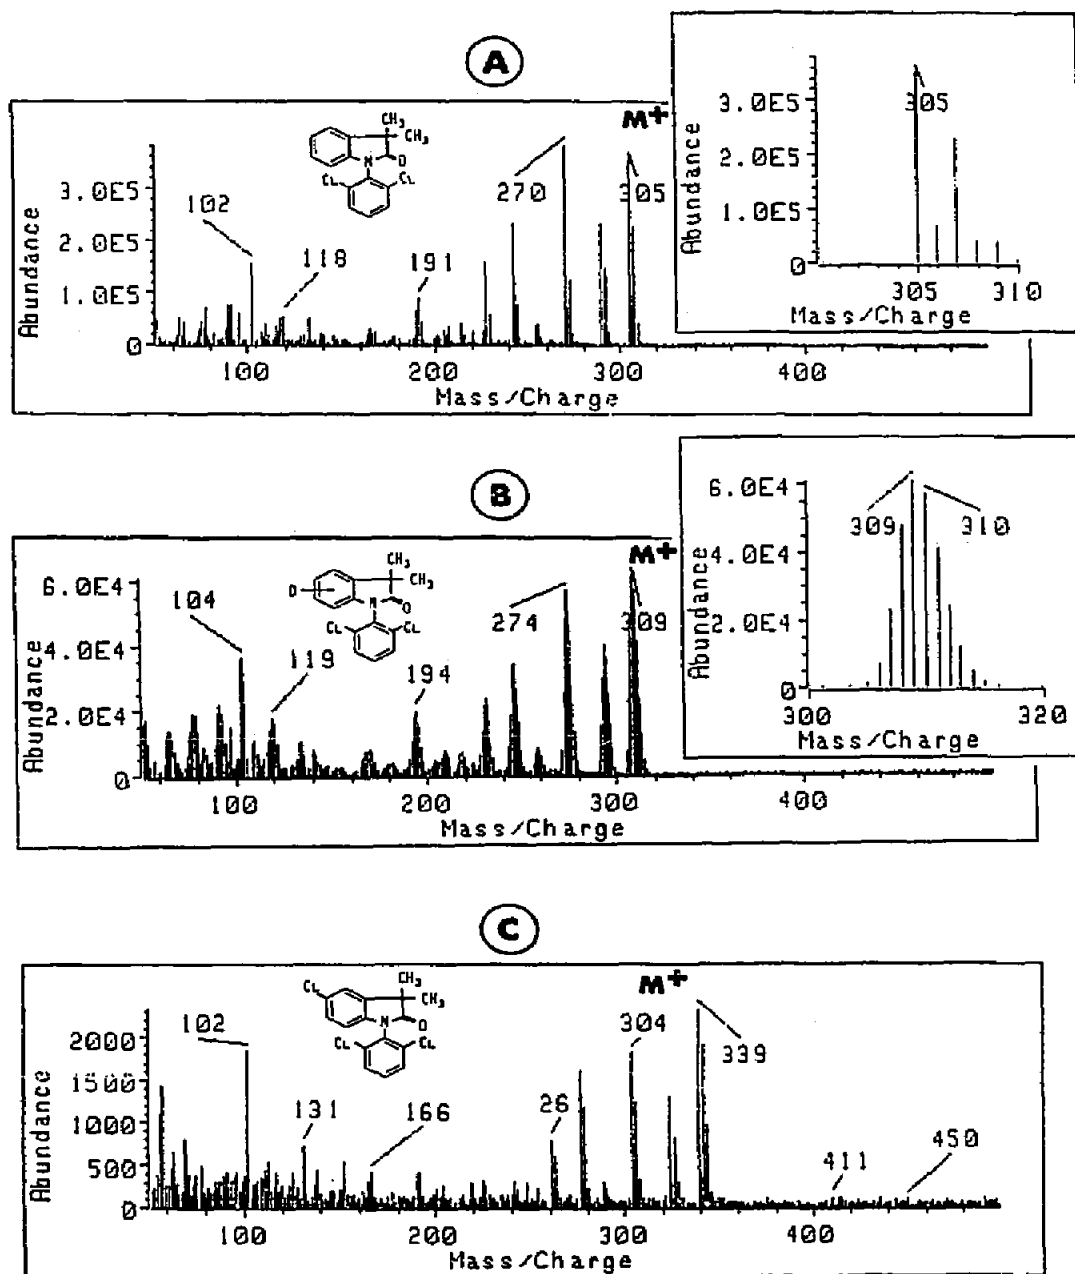 A
M+
CH3
CH3
N
O
CL
CL
Abundance
3.0E5
2.0E5
1.0E5
0
102
118
191
270
305
100
200
300
400
Mass/Charge
Abundance
3.0E5
2.0E5
1.0E5
0
305
305
310
Mass/Charge
B
M+
CH3
CH3
D
N
O
CL
CL
Abundance
6.0E4
4.0E4
2.0E4
0
104
119
194
274
309
100
200
300
400
Mass/Charge
Abundance
6.0E4
4.0E4
2.0E4
0
309
310
300
320
Mass/Charge
C
M+
CL
CH3
CH3
N
O
CL
CL
Abundance
2000
1500
1000
500
0
102
131
166
26
304
339
411
450
100
200
300
400
Mass/Charge